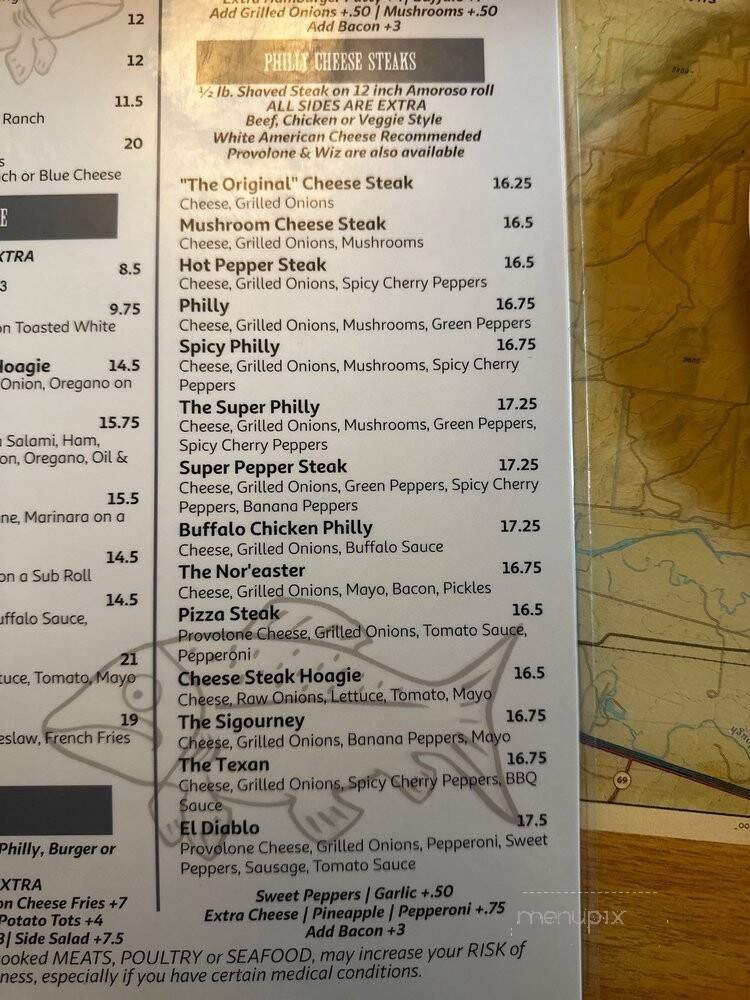 12
12
11.5
Ranch
20
ch or Blue Cheese
E
XTRA
8.5
3
9.75
on Toasted White
Hoagie 14.5
Onion, Oregano on
15.75
Salami, Ham,
on, Oregano, Oil &
15.5
ne, Marinara on a
14.5
on a Sub Roll
14.5
uffalo Sauce,
21
tuce, Tomato, Mayo
19
eslaw, French Fries
Philly, Burger or
XTRA
on Cheese Fries +7
Potato Tots +4
3| Side Salad +7.5
Add Grilled Onions +.50 | Mushrooms +.50
Add Bacon +3
PHILLY CHEESE STEAKS
½ lb. Shaved Steak on 12 inch Amoroso roll
ALL SIDES ARE EXTRA
Beef, Chicken or Veggie Style
White American Cheese Recommended
Provolone & Wiz are also available
"The Original" Cheese Steak 16.25
Cheese, Grilled Onions
Mushroom Cheese Steak 16.5
Cheese, Grilled Onions, Mushrooms
Hot Pepper Steak 16.5
Cheese, Grilled Onions, Spicy Cherry Peppers
Philly 16.75
Cheese, Grilled Onions, Mushrooms, Green Peppers
Spicy Philly 16.75
Cheese, Grilled Onions, Mushrooms, Spicy Cherry
Peppers
The Super Philly 17.25
Cheese, Grilled Onions, Mushrooms, Green Peppers,
Spicy Cherry Peppers
Super Pepper Steak 17.25
Cheese, Grilled Onions, Green Peppers, Spicy Cherry
Peppers, Banana Peppers
Buffalo Chicken Philly 17.25
Cheese, Grilled Onions, Buffalo Sauce
The Nor'easter 16.75
Cheese, Grilled Onions, Mayo, Bacon, Pickles
Pizza Steak 16.5
Provolone Cheese, Grilled Onions, Tomato Sauce,
Pepperoni
Cheese Steak Hoagie 16.5
Cheese, Raw Onions, Lettuce, Tomato, Mayo
The Sigourney 16.75
Cheese, Grilled Onions, Banana Peppers, Mayo
The Texan 16.75
Cheese, Grilled Onions, Spicy Cherry Peppers, BBQ
Sauce
El Diablo 17.5
Provolone Cheese, Grilled Onions, Pepperoni, Sweet
Peppers, Sausage, Tomato Sauce
Sweet Peppers | Garlic +.50
Extra Cheese | Pineapple | Pepperoni +.75
Add Bacon +3
ooked MEATS, POULTRY or SEAFOOD, may increase your RISK of
ness, especially if you have certain medical conditions.
69
menupix